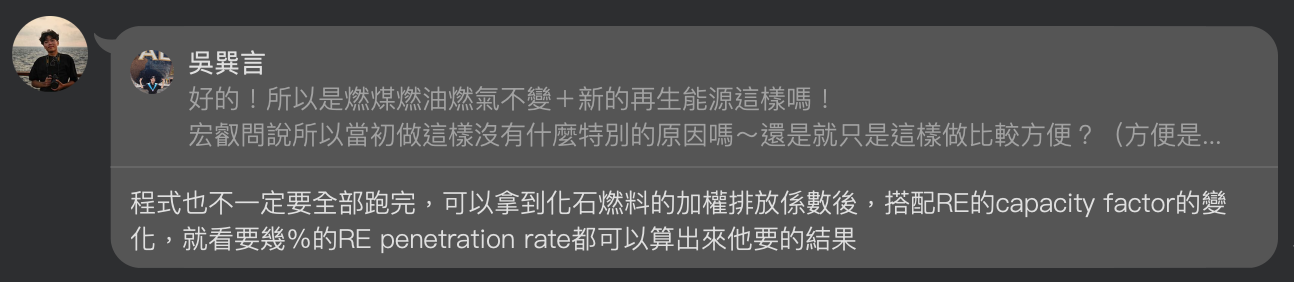 吳巽言
好的！所以是燃煤燃油燃氣不變＋新的再生能源這樣嗎！
宏叡問說所以當初做這樣沒有什麼特別的原因嗎～還是就只是這樣做比較方便？（方便是...
程式也不一定要全部跑完，可以拿到化石燃料的加權排放係數後，搭配RE的capacity factor的變
化，就看要幾%的RE penetration rate都可以算出來他要的結果